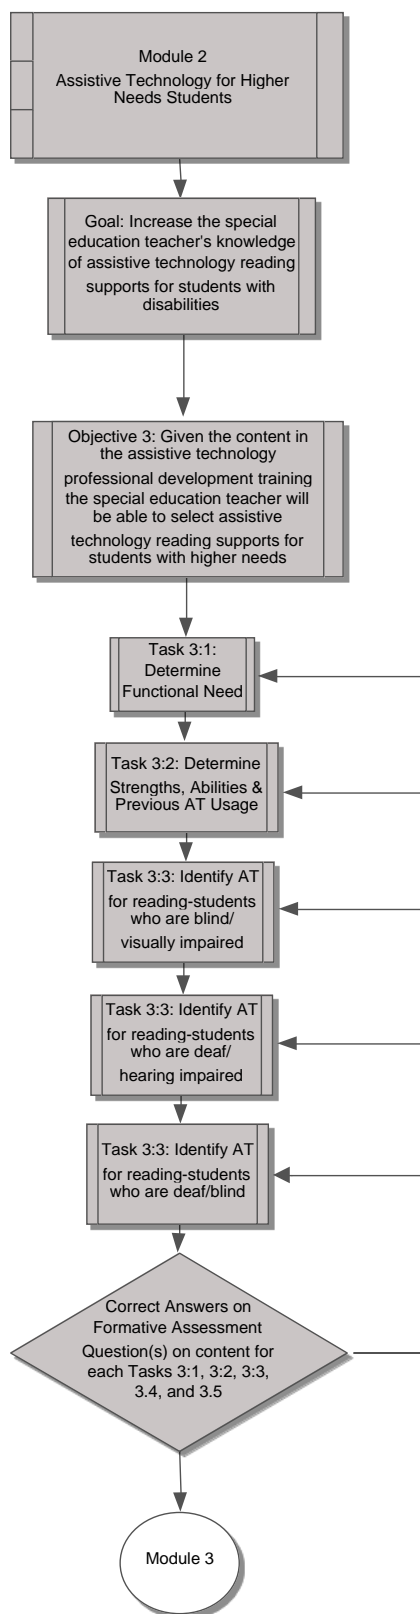 Module 2
Assistive Technology for Higher
Needs Students
Goal: Increase the special
education teacher's knowledge
of assistive technology reading
supports for students with
disabilities
Objective 3: Given the content in
the assistive technology
professional development training
the special education teacher will
be able to select assistive
technology reading supports for
students with higher needs
Task 3:1:
Determine
Functional Need
Task 3:2: Determine
Strengths, Abilities &
Previous AT Usage
Task 3:3: Identify AT
for reading-students
who are blind/
visually impaired
Task 3:3: Identify AT
for reading-students
who are deaf/
hearing impaired
Task 3:3: Identify AT
for reading-students
who are deaf/blind
Correct Answers on
Formative Assessment
Question(s) on content for
each Tasks 3:1, 3:2, 3:3,
3.4, and 3.5
Module 3